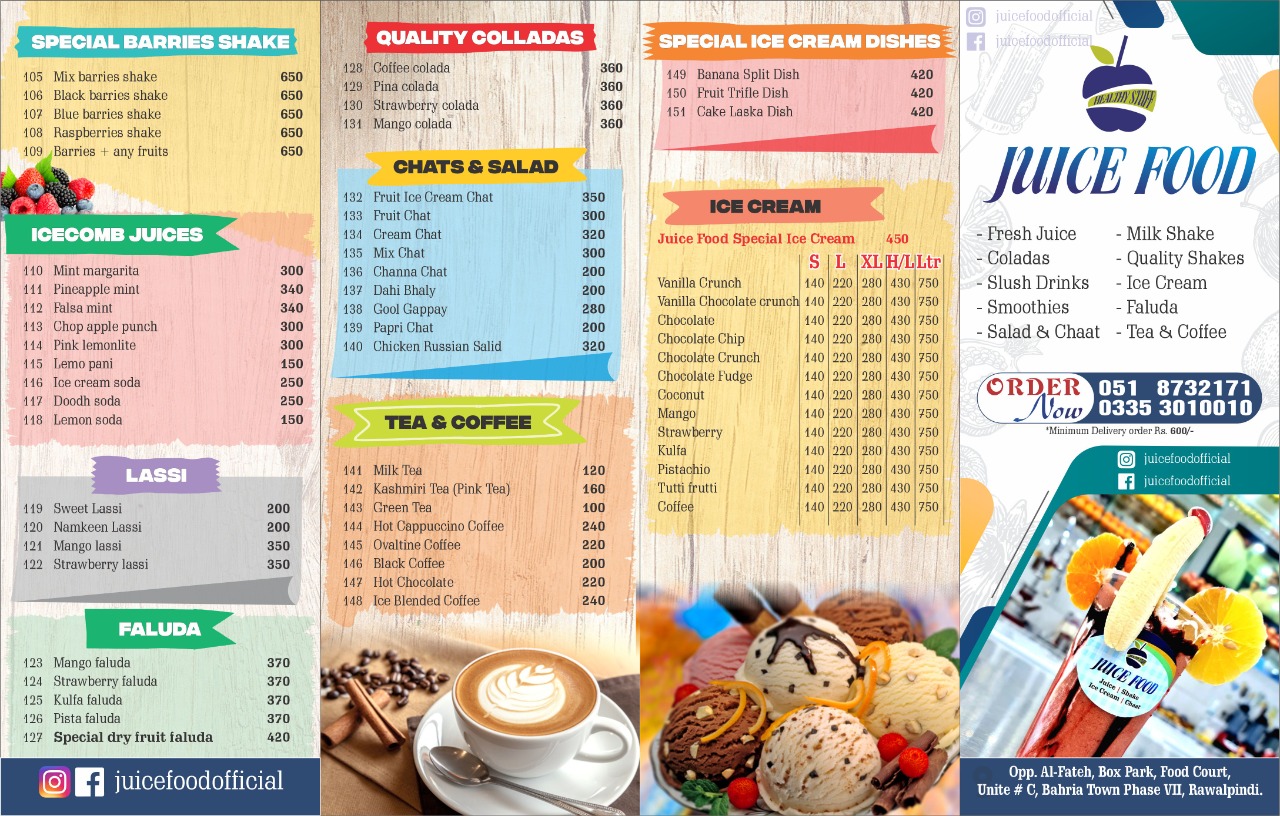 SPECIAL BARRIES SHAKE
105 Mix barries shake 650
106 Black barries shake 650
107 Blue barries shake 650
108 Raspberries shake 650
109 Barries + any fruits 650
ICECOMB JUICES
110 Mint margarita 300
111 Pineapple mint 340
112 Falsa mint 340
113 Chop apple punch 300
114 Pink lemonlite 300
115 Lemo pani 150
116 Ice cream soda 250
117 Doodh soda 250
118 Lemon soda 150
LASSI
119 Sweet Lassi 200
120 Namkeen Lassi 200
121 Mango lassi 350
122 Strawberry lassi 350
FALUDA
123 Mango faluda 370
124 Strawberry faluda 370
125 Kulfa faluda 370
126 Pista faluda 370
127 Special dry fruit faluda 420
juicefoodofficial
QUALITY COLLADAS
128 Coffee colada 360
129 Pina colada 360
130 Strawberry colada 360
131 Mango colada 360
CHATS & SALAD
132 Fruit Ice Cream Chat 350
133 Fruit Chat 300
134 Cream Chat 320
135 Mix Chat 300
136 Channa Chat 200
137 Dahi Bhaly 200
138 Gool Gappay 280
139 Papri Chat 200
140 Chicken Russian Salid 320
TEA & COFFEE
141 Milk Tea 120
142 Kashmiri Tea (Pink Tea) 160
143 Green Tea 100
144 Hot Cappuccino Coffee 240
145 Ovaltine Coffee 220
146 Black Coffee 200
147 Hot Chocolate 220
148 Ice Blended Coffee 240
SPECIAL ICE CREAM DISHES
149 Banana Split Dish 420
150 Fruit Trifle Dish 420
151 Cake Laska Dish 420
ICE CREAM
Juice Food Special Ice Cream 450
S L XL H/L Ltr
Vanilla Crunch 140 220 280 430 750
Vanilla Chocolate crunch 140 220 280 430 750
Chocolate 140 220 280 430 750
Chocolate Chip 140 220 280 430 750
Chocolate Crunch 140 220 280 430 750
Chocolate Fudge 140 220 280 430 750
Coconut 140 220 280 430 750
Mango 140 220 280 430 750
Strawberry 140 220 280 430 750
Kulfa 140 220 280 430 750
Pistachio 140 220 280 430 750
Tutti frutti 140 220 280 430 750
Coffee 140 220 280 430 750
juicefoodofficial
juicefoodofficial
HEALTHY STUFF
JUICE FOOD
- Fresh Juice - Milk Shake
- Coladas - Quality Shakes
- Slush Drinks - Ice Cream
- Smoothies - Faluda
- Salad & Chaat - Tea & Coffee
ORDER Now
051 8732171
0335 3010010
*Minimum Delivery order Rs. 600/-
juicefoodofficial
juicefoodofficial
JUICE FOOD
Juice | Shake
Ice Cream | Chaat
Opp. Al-Fateh, Box Park, Food Court,
Unite # C, Bahria Town Phase VII, Rawalpindi.